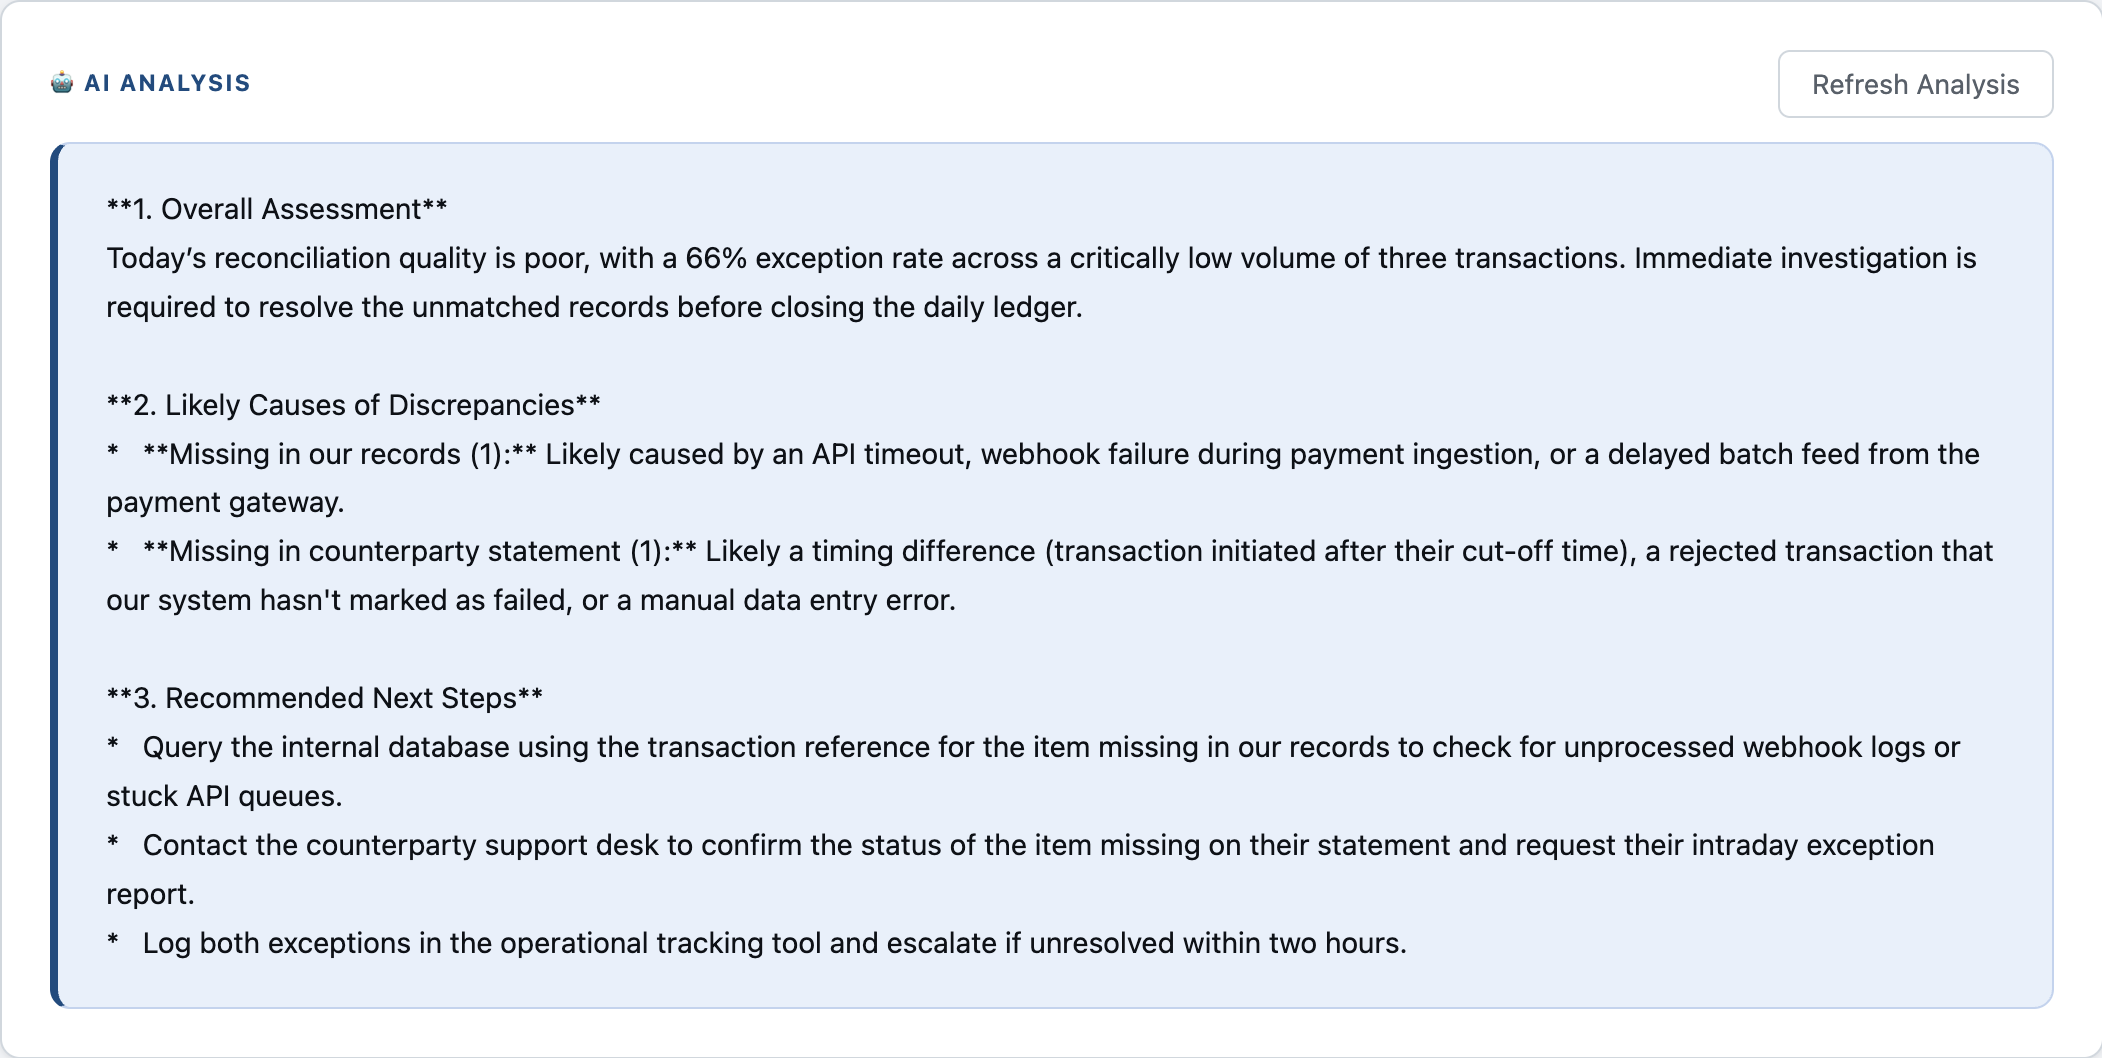 🤖 AI ANALYSIS
Refresh Analysis
**1. Overall Assessment**
Today’s reconciliation quality is poor, with a 66% exception rate across a critically low volume of three transactions. Immediate investigation is
required to resolve the unmatched records before closing the daily ledger.
**2. Likely Causes of Discrepancies**
*   **Missing in our records (1):** Likely caused by an API timeout, webhook failure during payment ingestion, or a delayed batch feed from the
payment gateway.
*   **Missing in counterparty statement (1):** Likely a timing difference (transaction initiated after their cut-off time), a rejected transaction that
our system hasn't marked as failed, or a manual data entry error.
**3. Recommended Next Steps**
*   Query the internal database using the transaction reference for the item missing in our records to check for unprocessed webhook logs or
stuck API queues.
*   Contact the counterparty support desk to confirm the status of the item missing on their statement and request their intraday exception
report.
*   Log both exceptions in the operational tracking tool and escalate if unresolved within two hours.